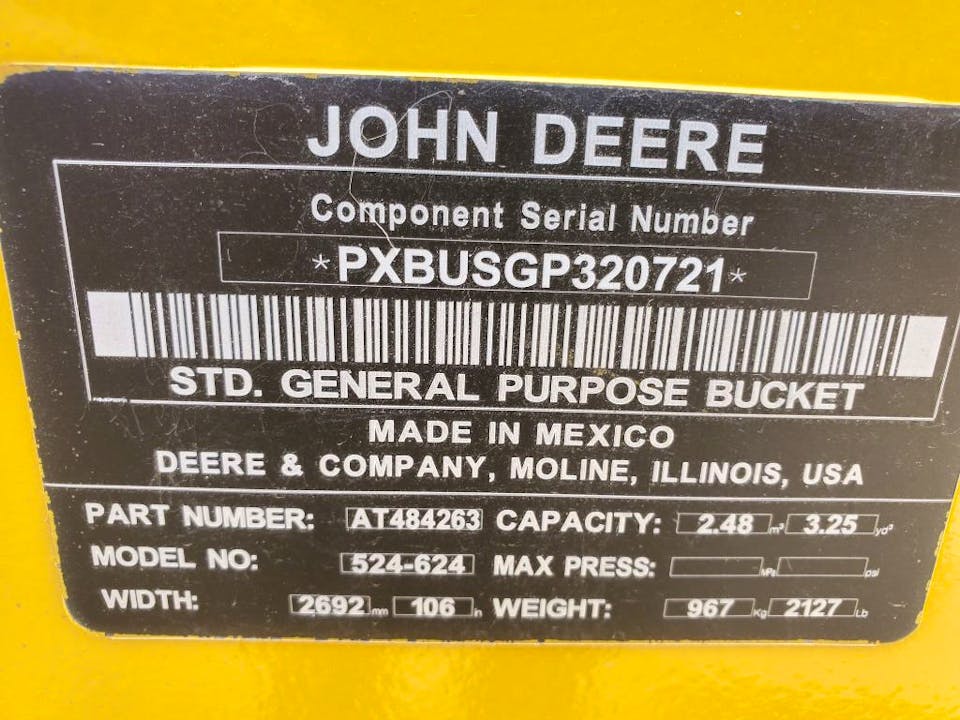 JOHN DEERE
Component Serial Number
*PXBUSGP320721*
STD. GENERAL PURPOSE BUCKET
MADE IN MEXICO
DEERE & COMPANY, MOLINE, ILLINOIS, USA
PART NUMBER: AT484263 CAPACITY: 2.48 m³ 3.25 yd³
MODEL NO: 524-624 MAX PRESS: MPa psi
WIDTH: 2692 mm 106 in WEIGHT: 967 Kg 2127 Lb